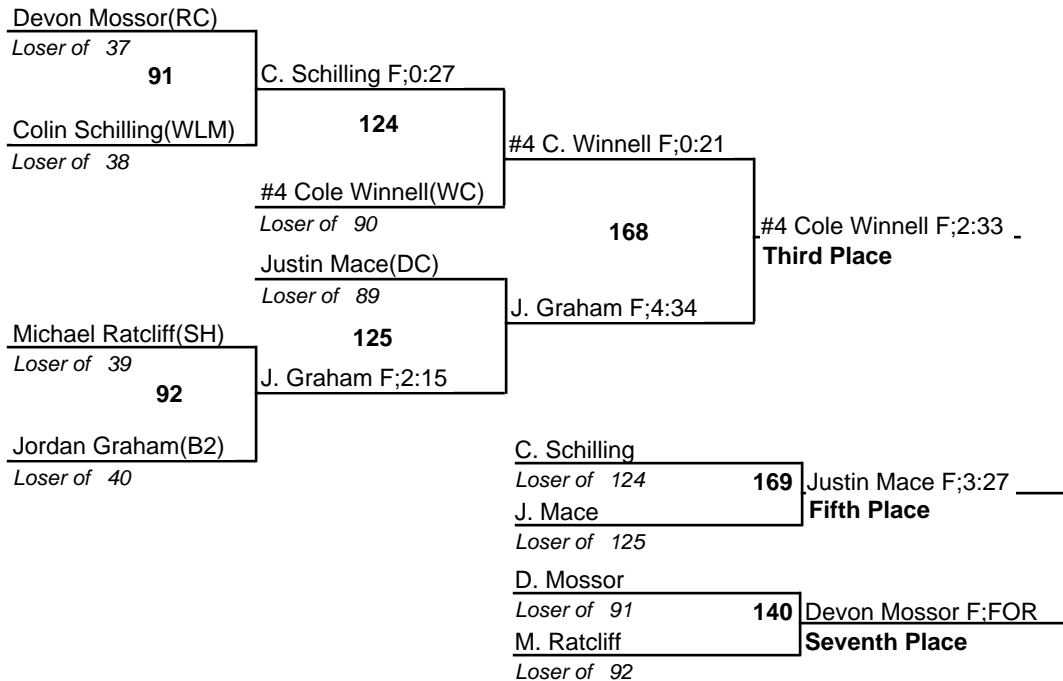 Devon Mossor(RC)
Loser of 37
91
C. Schilling F;0:27
Colin Schilling(WLM)
Loser of 38
124
#4 C. Winnell F;0:21
#4 Cole Winnell(WC)
Loser of 90
168
#4 Cole Winnell F;2:33
Third Place
Justin Mace(DC)
Loser of 89
J. Graham F;4:34
Michael Ratcliff(SH)
Loser of 39
125
92
J. Graham F;2:15
Jordan Graham(B2)
Loser of 40
C. Schilling
Loser of 124
169
Justin Mace F;3:27
J. Mace
Fifth Place
Loser of 125
D. Mossor
Loser of 91
140
Devon Mossor F;FOR
M. Ratcliff
Seventh Place
Loser of 92